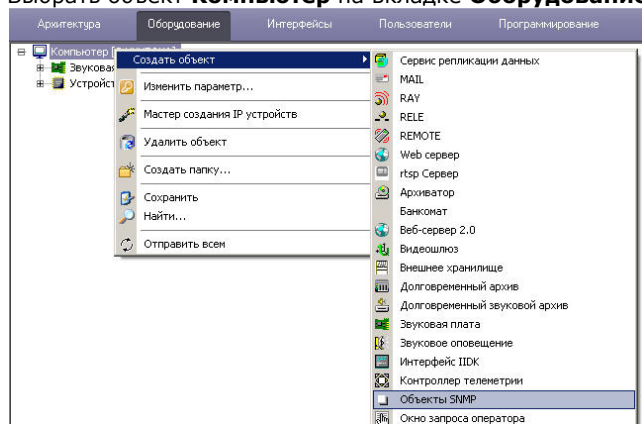 Выбрать объект Компьютер на вкладке Оборудование
Архитектура Оборудование Интерфейсы Пользователи Программирование
Компьютер
Звуковая
Устройст
Создать объект
Изменить параметр...
Мастер создания IP устройств
Удалить объект
Создать папку...
Сохранить
Найти...
Отправить всем
Сервис репликации данных
MAIL
RAY
RELE
REMOTE
Web сервер
rtsp Сервер
Архиватор
Банкомат
Веб-сервер 2.0
Видеошлюз
Внешнее хранилище
Долговременный архив
Долговременный звуковой архив
Звуковая плата
Звуковое оповещение
Интерфейс IIDK
Контроллер телеметрии
Объекты SNMP
Окно запроса оператора